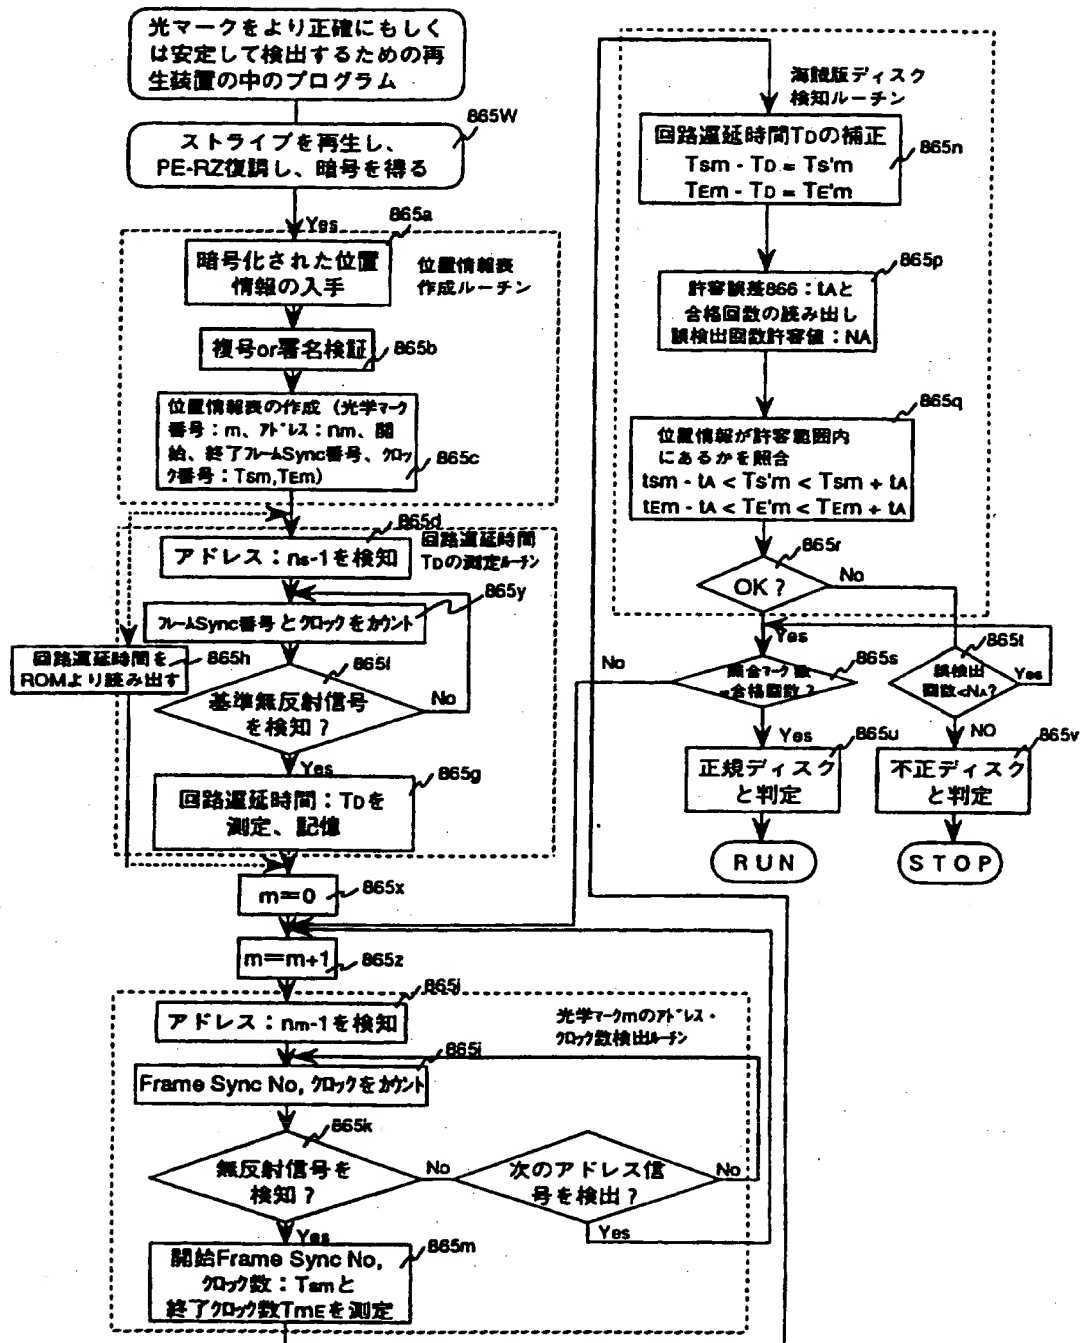 光マークをより正確にもしく
は安定して検出するための再
生装置の中のプログラム
865W
ストライプを再生し、
PE-RZ復調し、暗号を得る
Yes
865a
暗号化された位置
情報の入手
位置情報表
作成ルーチン
複号or署名検証
865b
位置情報表の作成（光学マーク
番号：m、アドレス：nm、開
始、終了フレームSync番号、クロッ
ク番号：Tsm,TEm）
865c
865d
アドレス：ns-1を検知
回路遅延時間
TDの測定ルーチン
865y
フレームSync番号とクロックをカウント
回路遅延時間を
ROMより読み出す
865h
865f
基準無反射信号
を検知？
No
Yes
865g
回路遅延時間：TDを
測定、記憶
m=0
865x
m=m+1
865z
865i
アドレス：nm-1を検知
光学マークmのアドレス・
クロック数検出ルーチン
865j
Frame Sync No, クロックをカウント
865k
無反射信号を
検知？
No
次のアドレス信
号を検出？
No
Yes
Yes
865m
開始Frame Sync No,
クロック数：Tsmと
終了クロック数TmEを測定
海賊版ディスク
検知ルーチン
回路遅延時間TDの補正
Tsm - TD = Ts'm
TEm - TD = TE'm
865n
865p
許容誤差866：tAと
合格回数の読み出し
誤検出回数許容値：NA
865q
位置情報が許容範囲内
にあるかを照合
tsm - tA < Ts'm < Tsm + tA
tEm - tA < TE'm < TEm + tA
865r
OK？
No
Yes
No
照合マーク数
=合格回数？
865s
865t
誤検出
回数<NA？
Yes
Yes
865u
NO
865v
正規ディスク
と判定
不正ディスク
と判定
RUN
STOP